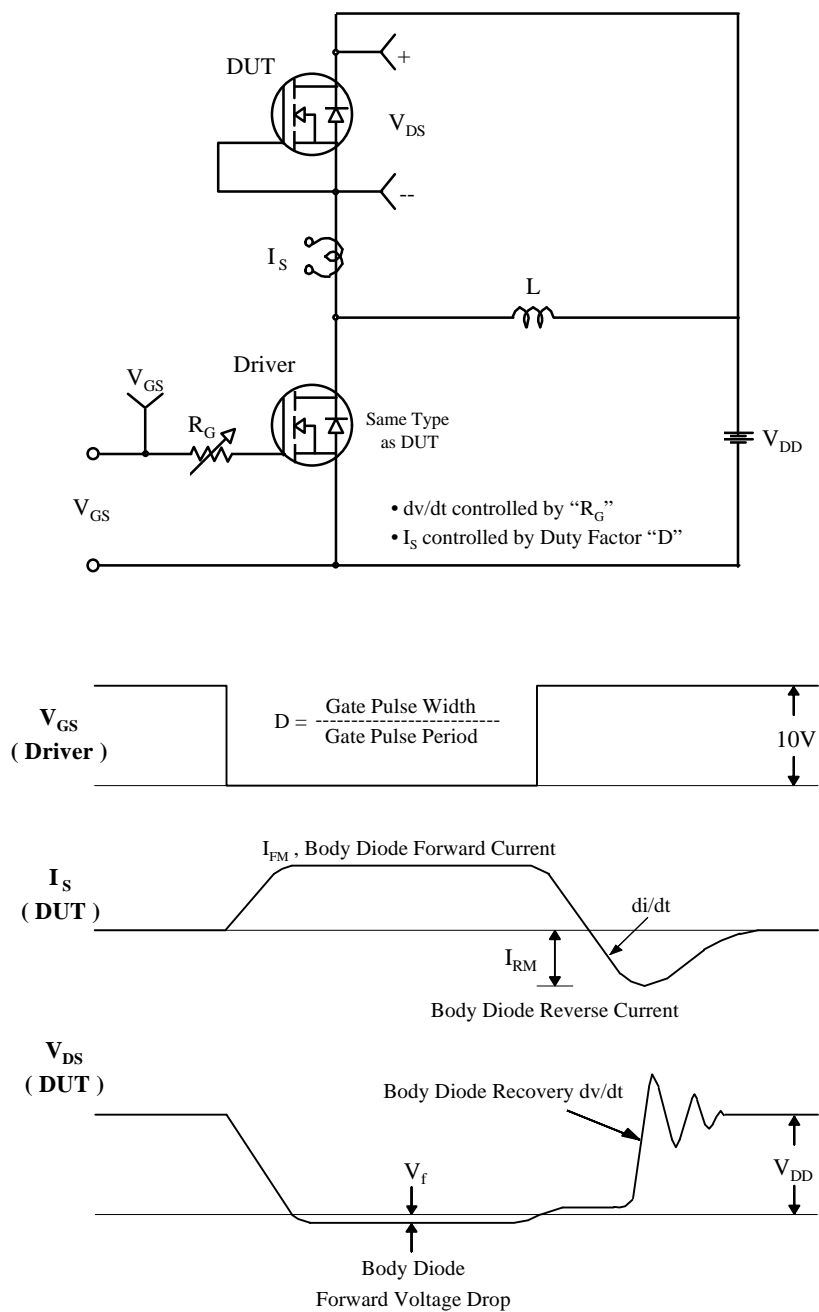 DUT
+
V_DS
--
I_S
L
Driver
V_GS
R_G
Same Type
as DUT
V_DD
V_GS
• dv/dt controlled by “R_G”
• I_S controlled by Duty Factor “D”
V_GS
( Driver )
D = Gate Pulse Width
--------------------------
Gate Pulse Period
10V
I_FM , Body Diode Forward Current
I_S
( DUT )
di/dt
I_RM
Body Diode Reverse Current
V_DS
( DUT )
Body Diode Recovery dv/dt
V_f
V_DD
Body Diode
Forward Voltage Drop